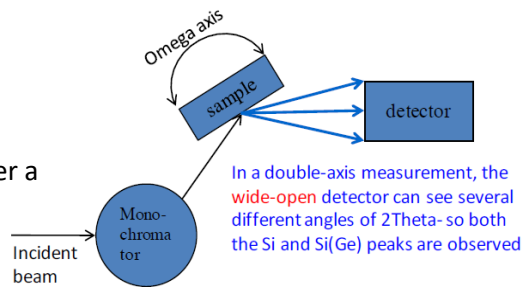 Omega axis
sample
detector
er a
In a double-axis measurement, the
wide-open detector can see several
different angles of 2Theta- so both
the Si and Si(Ge) peaks are observed
Mono-
chroma
tor
Incident
beam